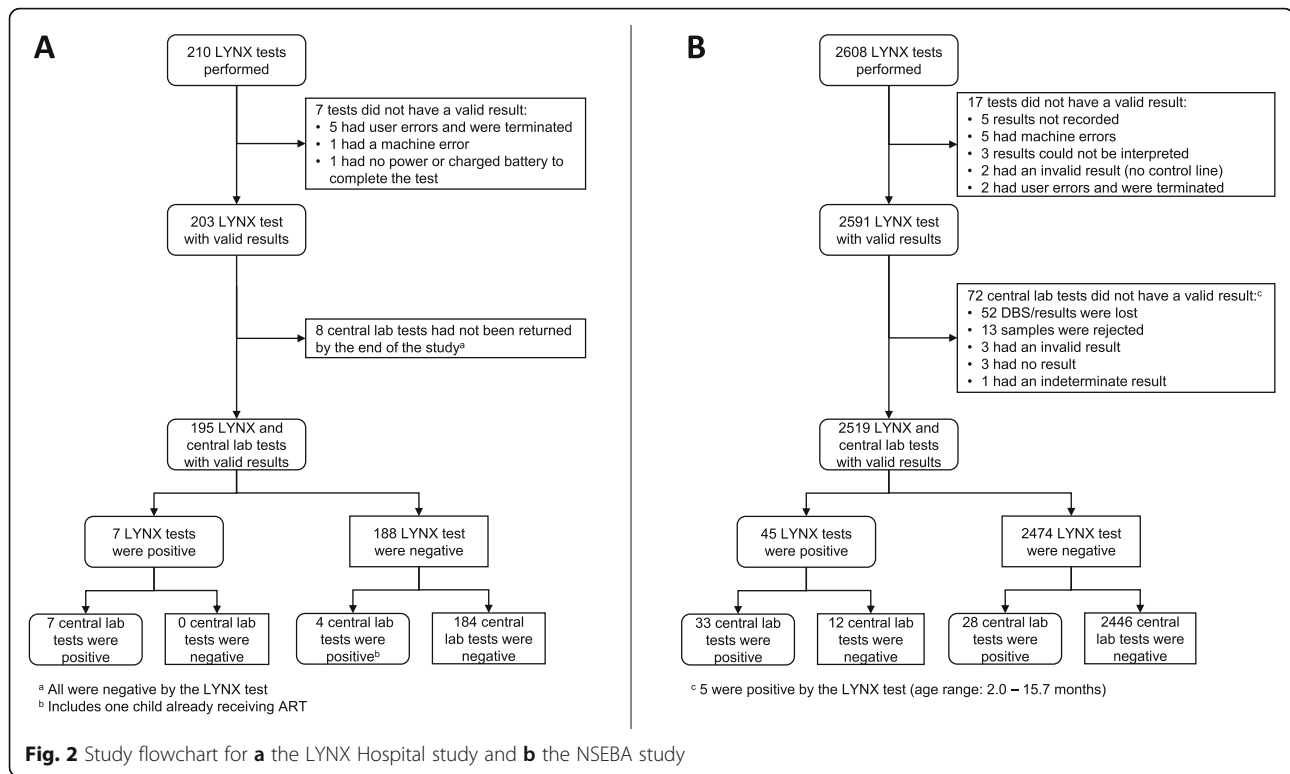 A
210 LYNX tests
performed
7 tests did not have a valid result:
• 5 had user errors and were terminated
• 1 had a machine error
• 1 had no power or charged battery to
complete the test
203 LYNX test
with valid results
8 central lab tests had not been returned
by the end of the studyᵃ
195 LYNX and
central lab tests
with valid results
7 LYNX tests
were positive
188 LYNX test
were negative
7 central lab
tests were
positive
0 central lab
tests were
negative
4 central lab
tests were
positiveᵇ
184 central
lab tests were
negative
ᵃ All were negative by the LYNX test
ᵇ Includes one child already receiving ART
B
2608 LYNX tests
performed
17 tests did not have a valid result:
• 5 results not recorded
• 5 had machine errors
• 3 results could not be interpreted
• 2 had an invalid result (no control line)
• 2 had user errors and were terminated
2591 LYNX test
with valid results
72 central lab tests did not have a valid result:ᶜ
• 52 DBS/results were lost
• 13 samples were rejected
• 3 had an invalid result
• 3 had no result
• 1 had an indeterminate result
2519 LYNX and
central lab tests
with valid results
45 LYNX tests
were positive
2474 LYNX test
were negative
33 central lab
tests were
positive
12 central lab
tests were
negative
28 central lab
tests were
positive
2446 central
lab tests were
negative
ᶜ 5 were positive by the LYNX test (age range: 2.0 – 15.7 months)
Fig. 2 Study flowchart for a the LYNX Hospital study and b the NSEBA study